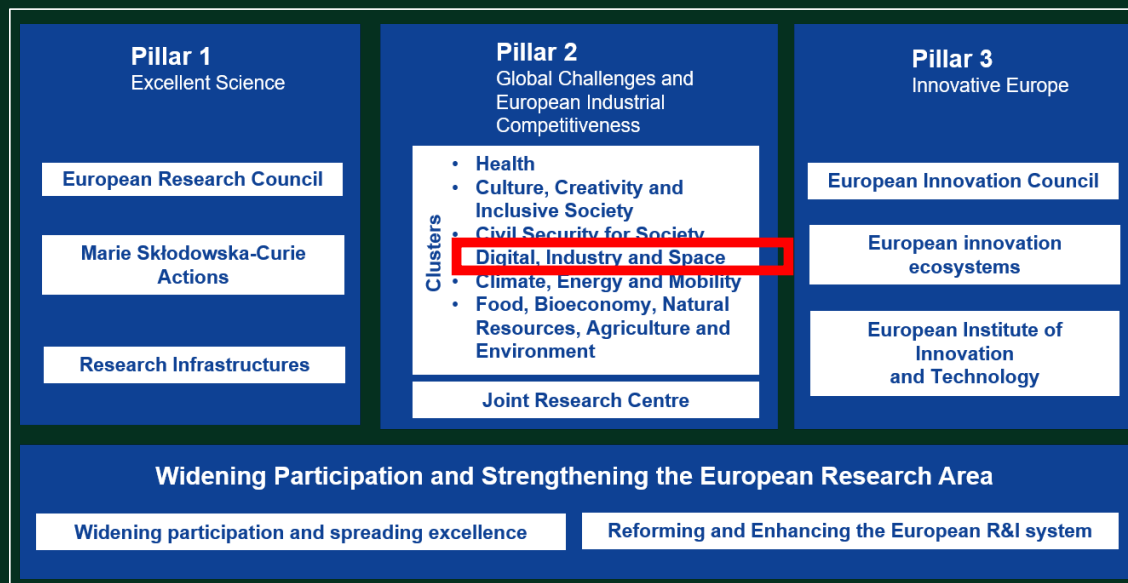 Pillar 1
Excellent Science
European Research Council
Marie Skłodowska-Curie
Actions
Research Infrastructures
Pillar 2
Global Challenges and
European Industrial
Competitiveness
Clusters
• Health
• Culture, Creativity and
Inclusive Society
• Civil Security for Society
Digital, Industry and Space
• Climate, Energy and Mobility
• Food, Bioeconomy, Natural
Resources, Agriculture and
Environment
Joint Research Centre
Pillar 3
Innovative Europe
European Innovation Council
European innovation
ecosystems
European Institute of
Innovation
and Technology
Widening Participation and Strengthening the European Research Area
Widening participation and spreading excellence
Reforming and Enhancing the European R&I system